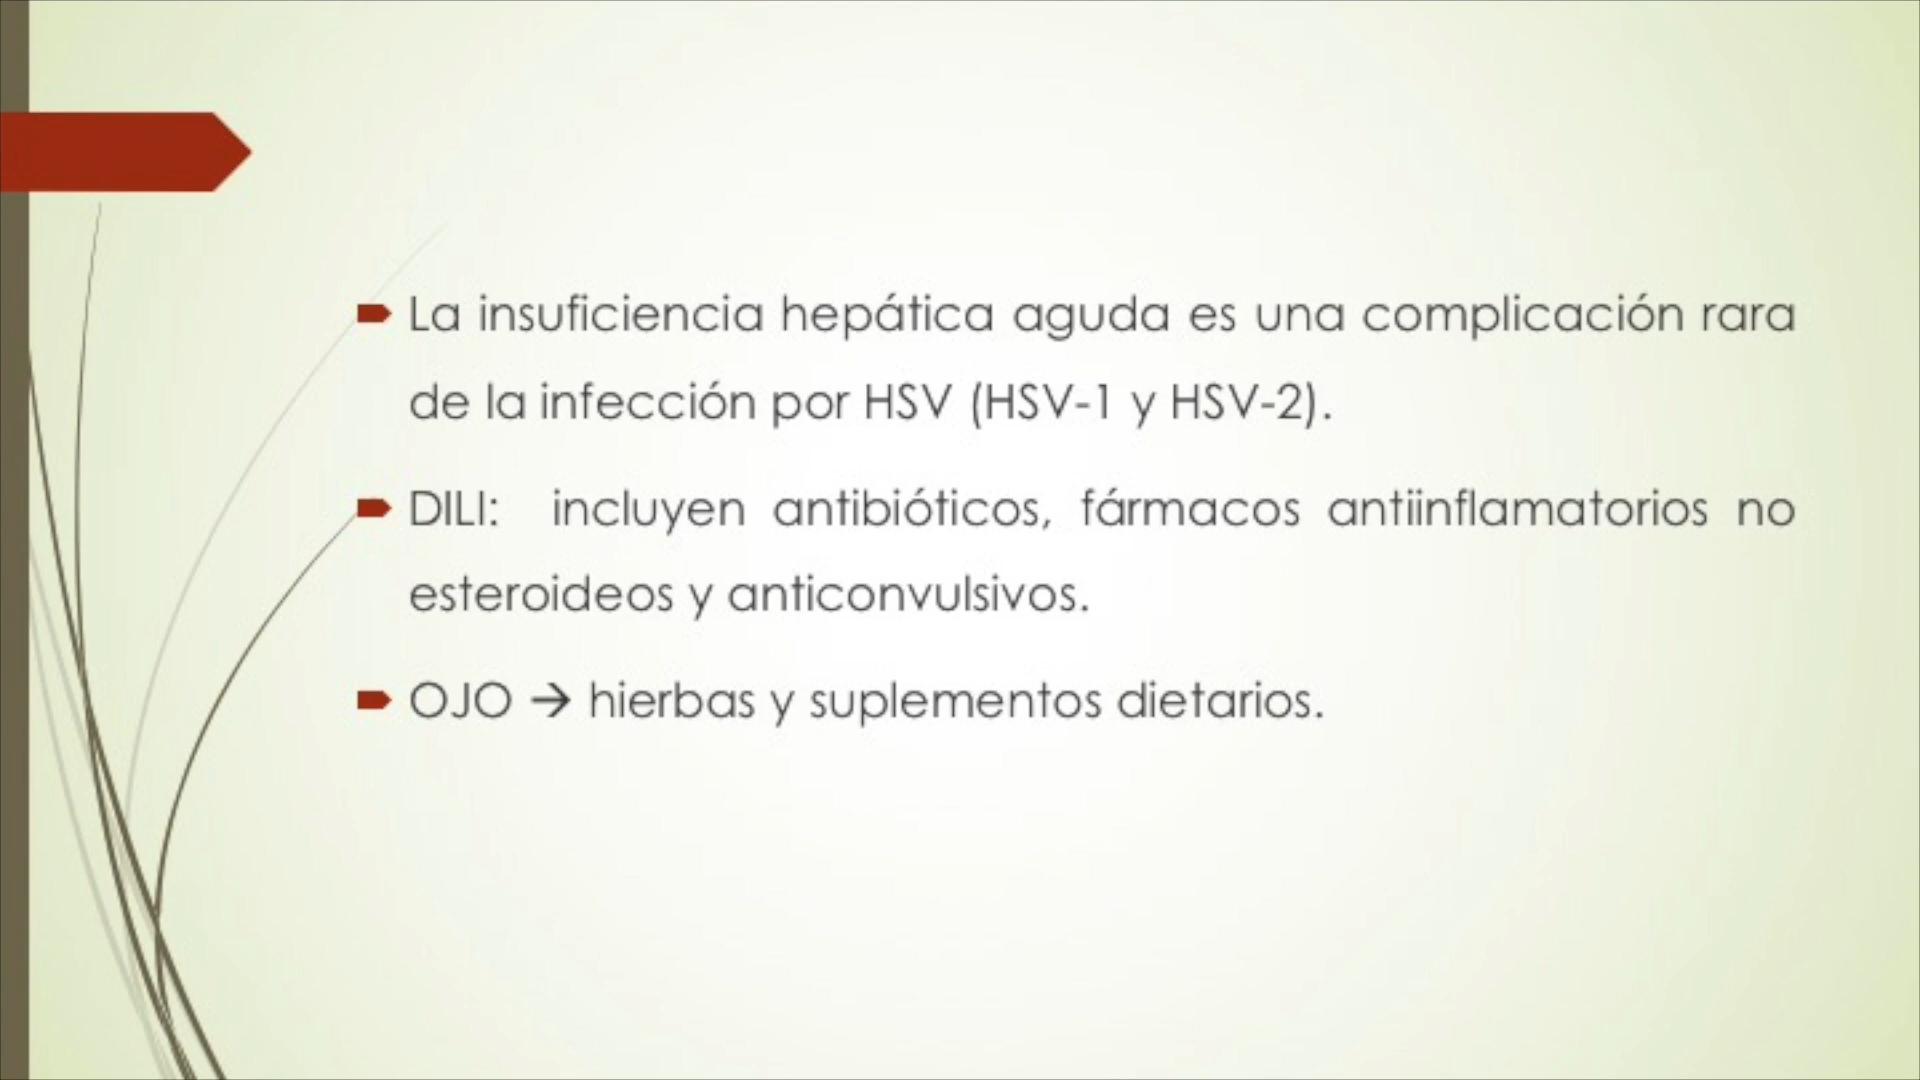 La insuficiencia hepática aguda es una complicación rara
de la infección por HSV (HSV-1 y HSV-2).
DILI: incluyen antibióticos, fármacos antiinflamatorios no
esteroideos y anticonvulsivos.
OJO → hierbas y suplementos dietarios.